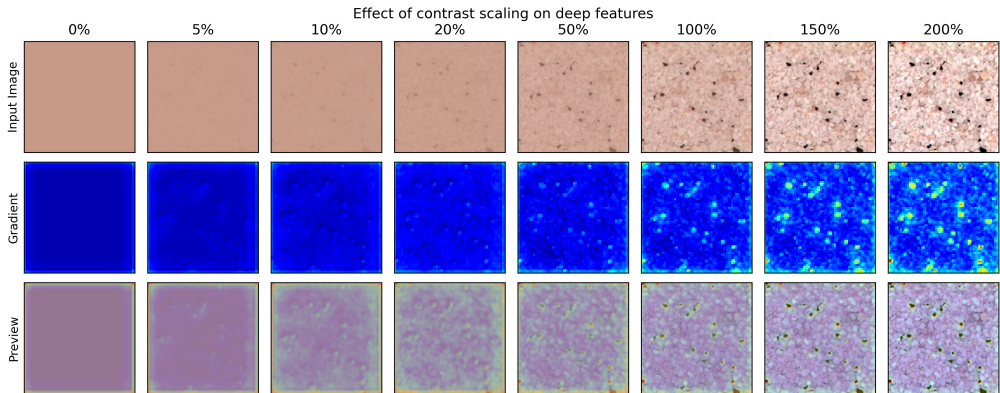 Effect of contrast scaling on deep features
0% 5% 10% 20% 50% 100% 150% 200%
Input Image
Gradient
Preview